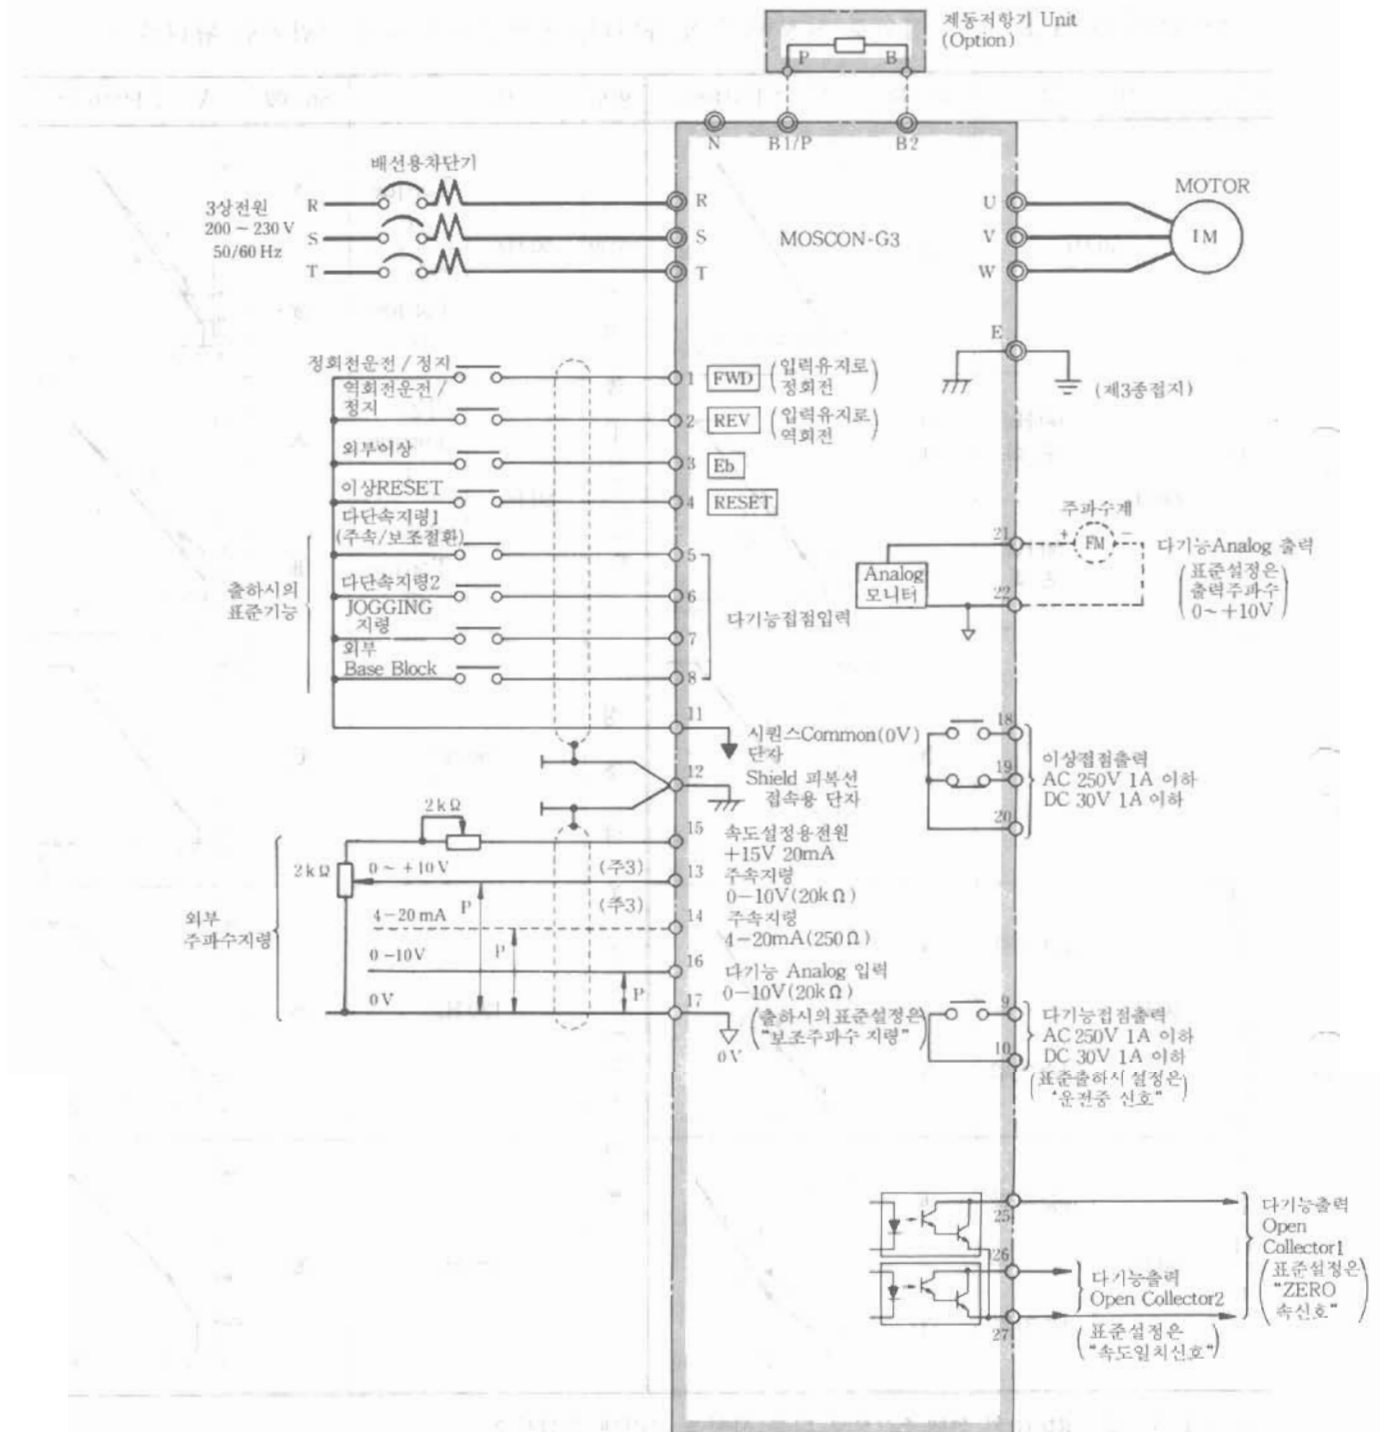 제동저항기 Unit
(Option)
P
B
N
B1/P
B2
배선용차단기
3상전원
200 ~ 230 V
50/60 Hz
R
S
T
R
S
T
MOSCON-G3
U
V
W
MOTOR
IM
E
(제3종접지)
정회전운전 / 정지
역회전운전 /
정지
외부이상
이상RESET
다단속지령1
(주속/보조절환)
다단속지령2
JOGGING
지령
외부
Base Block
출하시의
표준기능
1
FWD
(입력유지로
정회전)
2
REV
(입력유지로
역회전)
3
Eb
4
RESET
5
6
7
8
다기능접점입력
11
시퀀스Common(0V)
단자
12
Shield 피복선
접속용 단자
주파수계
21
+
FM
−
22
Analog
모니터
다기능Analog 출력
(표준설정은
출력주파수
0~ +10V)
18
19
20
이상접점출력
AC 250V 1A 이하
DC 30V 1A 이하
외부
주파수지령
2kΩ
2kΩ
0 ~ +10V
(주3)
P
4−20 mA
(주3)
P
0 −10V
P
0V
15
속도설정용전원
+15V 20mA
13
주속지령
0−10V(20kΩ)
14
주속지령
4−20mA(250Ω)
16
다기능 Analog 입력
0−10V(20kΩ)
17
(출하시의표준설정은
"보조주파수 지령")
0V
9
10
다기능접점출력
AC 250V 1A 이하
DC 30V 1A 이하
(표준출하시 설정은
"운전중 신호")
25
26
27
다기능출력
Open
Collector1
(표준설정은
"ZERO
속신호")
다기능출력
Open Collector2
(표준설정은
"속도일치신호")